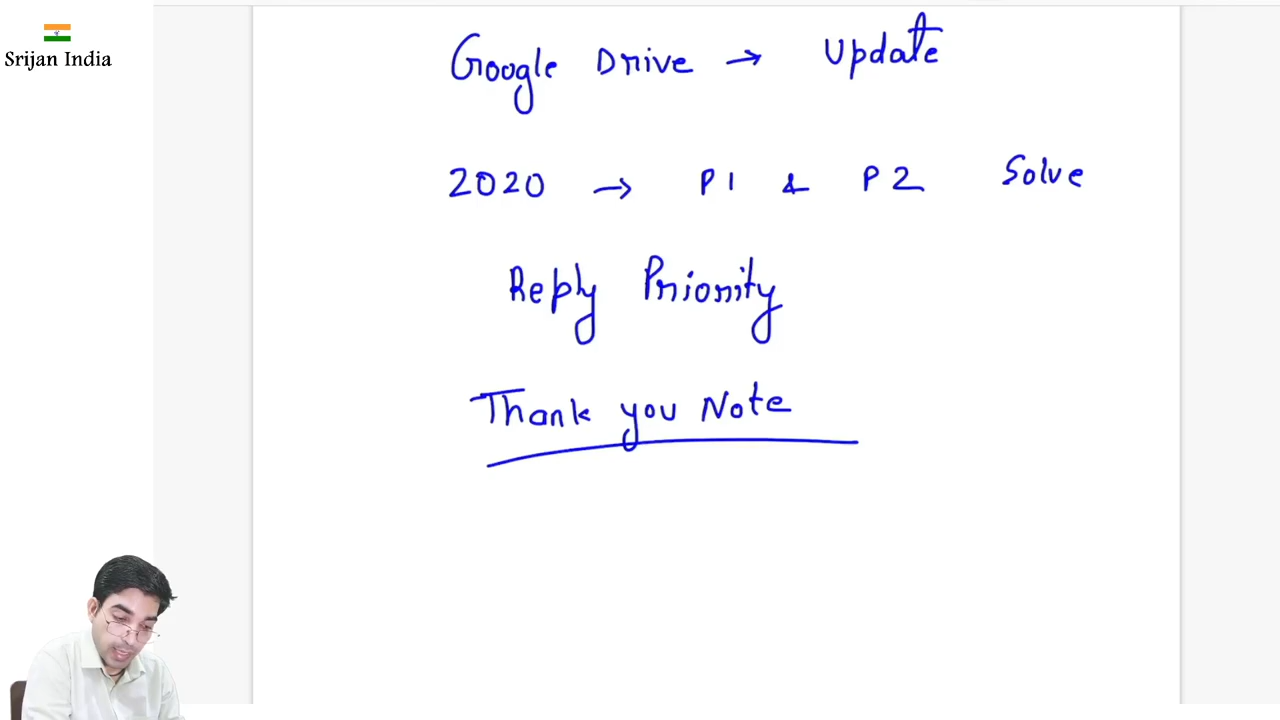 Srijan India
Google Drive → Update
2020 → P1 & P2 Solve
Reply Priority
Thank you Note